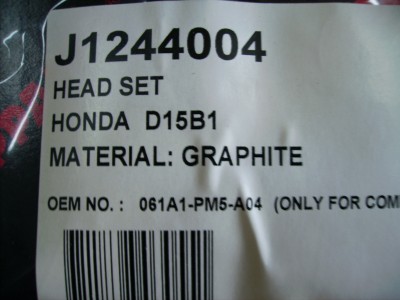 J1244004
HEAD SET
HONDA D15B1
MATERIAL: GRAPHITE
OEM NO. : 061A1-PM5-A04 (ONLY FOR COM